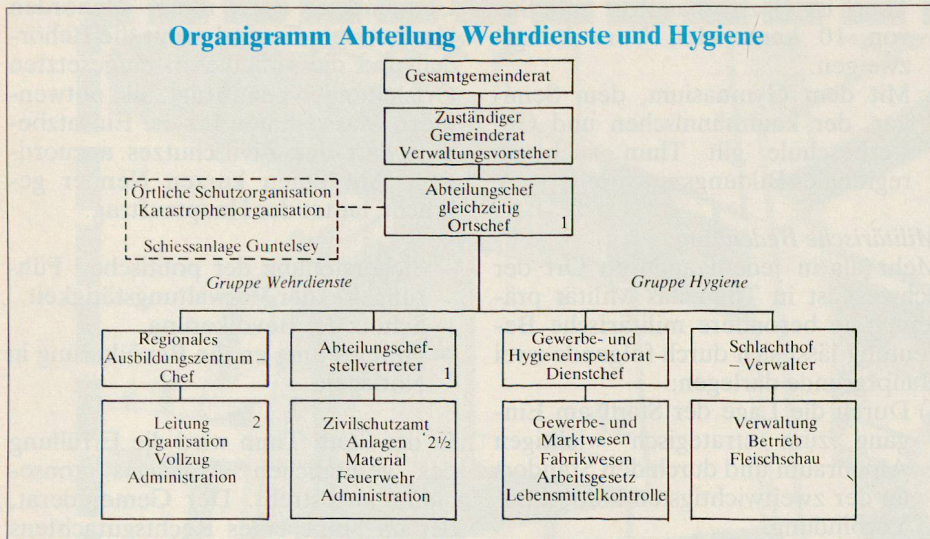 Organigramm Abteilung Wehrdienste und Hygiene
Gesamtgemeinderat
Zuständiger
Gemeinderat
Verwaltungsvorsteher
Örtliche Schutzorganisation
Katastrophenorganisation
Schiessanlage Guntelsey
Abteilungschef
gleichzeitig
Ortschef 1
Gruppe Wehrdienste
Gruppe Hygiene
Regionales
Ausbildungszentrum-
Chef
Abteilungschef-
stellvertreter
1
Gewerbe- und
Hygieneinspektorat
Dienstchef
Schlachthof
– Verwalter
Leitung 2
Organisation
Vollzug
Administration
Zivilschutzamt
Anlagen 2½
Material
Feuerwehr
Administration
Gewerbe- und
Marktwesen
Fabrikwesen
Arbeitsgesetz
Lebensmittelkontrolle
Verwaltung
Betrieb
Fleischschau